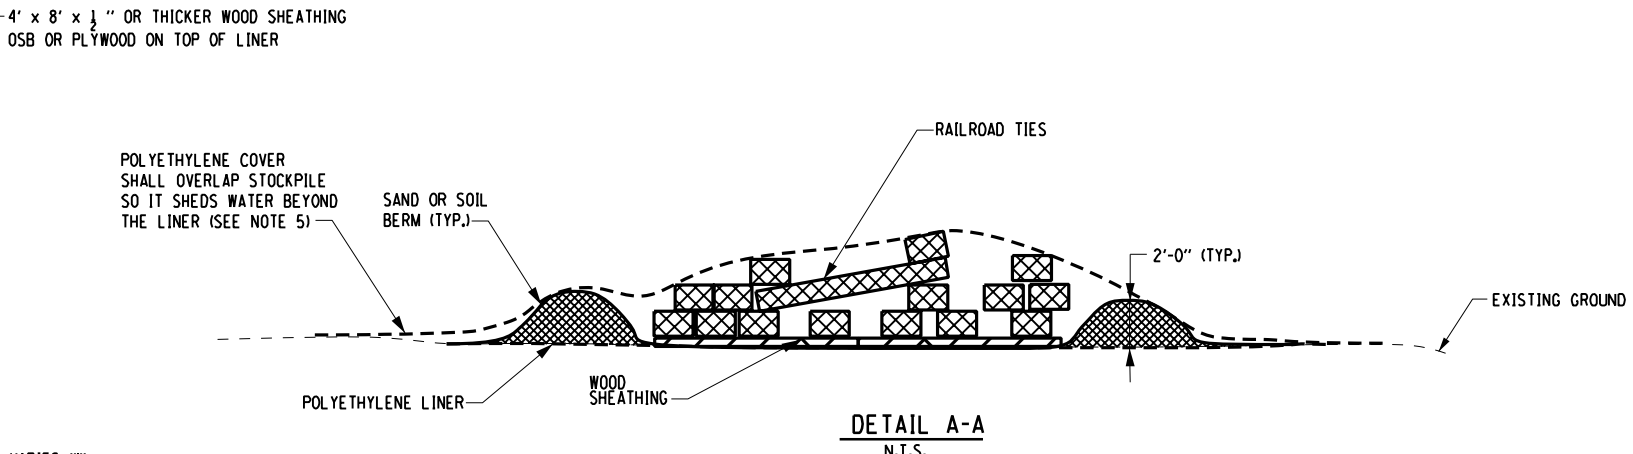 4' x 8' x 1/2 " OR THICKER WOOD SHEATHING
OSB OR PLYWOOD ON TOP OF LINER
RAILROAD TIES
POLYETHYLENE COVER
SHALL OVERLAP STOCKPILE
SO IT SHEDS WATER BEYOND
THE LINER (SEE NOTE 5)
SAND OR SOIL
BERM (TYP.)
2'-0" (TYP.)
EXISTING GROUND
WOOD
SHEATHING
POLYETHYLENE LINER
DETAIL A-A
N.T.S.